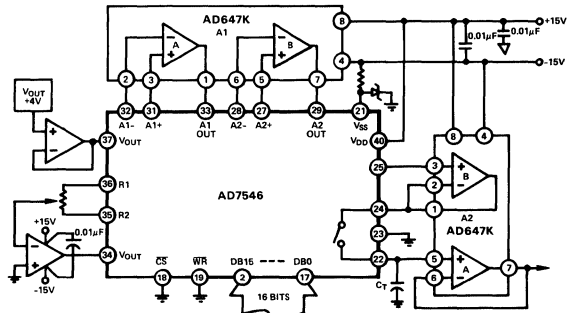 AD647K
A1
A
B
8
4
+15V
-15V
0.01µF
0.01µF
2
3
1
6
5
7
32
31
33
28
27
29
21
A1-
A1+
A1 OUT
A2-
A2+
A2 OUT
VSS
VDD
40
VOUT
+4V
37
VOUT
36
R1
35
R2
AD7546
+15V
0.01µF
34
VOUT
-15V
25
24
23
22
8
4
3
2
1
B
A2
AD647K
5
6
A
7
CT
CS
WR
DB15
DB0
18
19
2
17
16 BITS